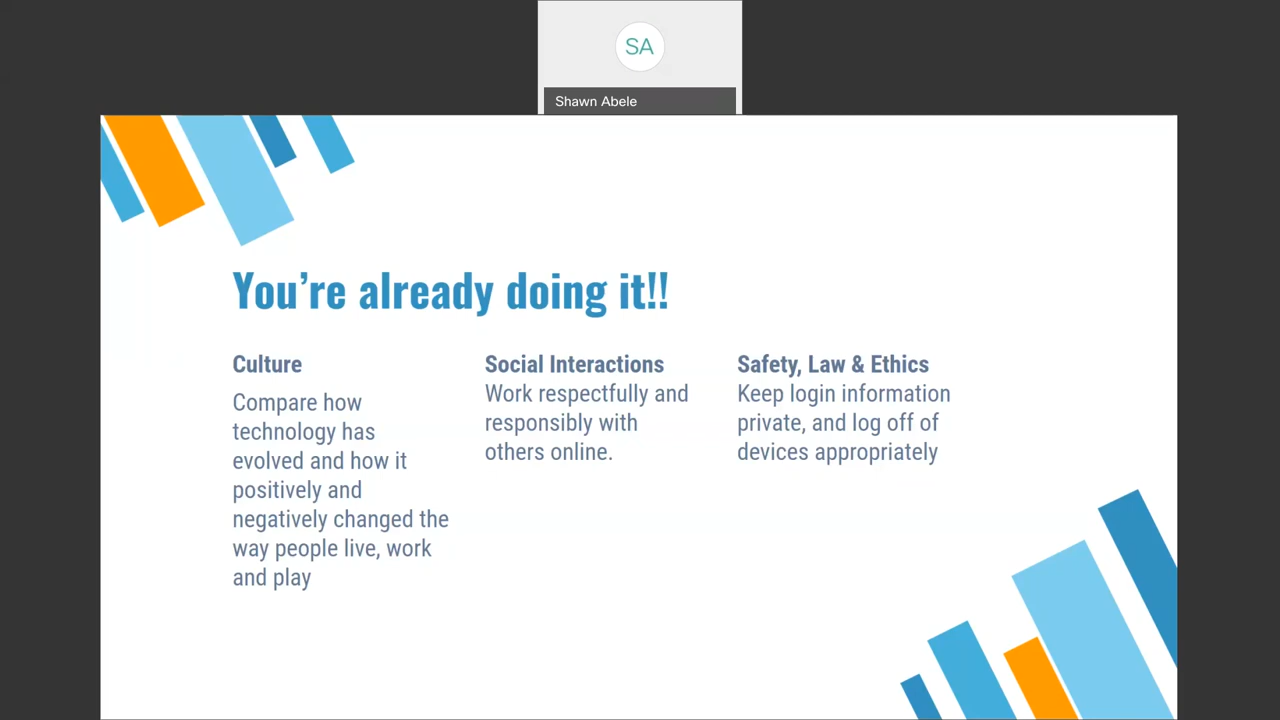 SA
Shawn Abele
You're already doing it!!
Culture
Compare how
technology has
evolved and how it
positively and
negatively changed the
way people live, work
and play
Social Interactions
Work respectfully and
responsibly with
others online.
Safety, Law & Ethics
Keep login information
private, and log off of
devices appropriately